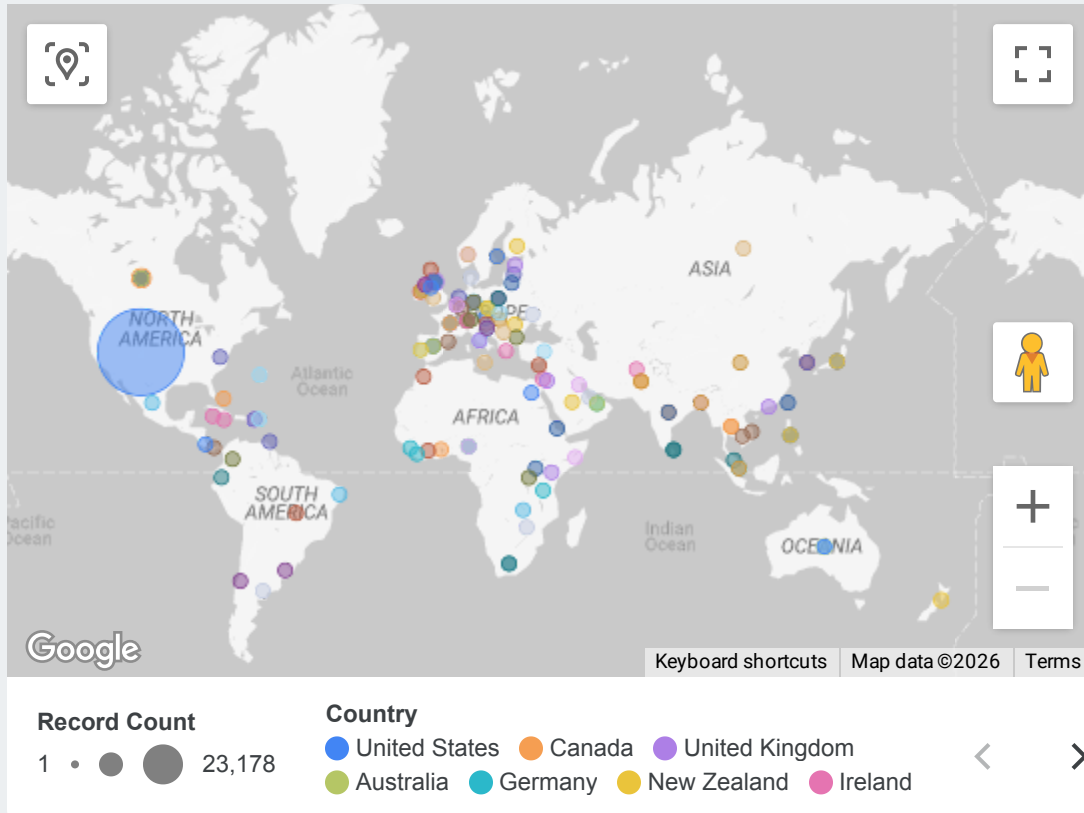 NORTH
AMERICA
ASIA
OPE
Atlantic
Ocean
AFRICA
SOUTH
AMERICA
Pacific
Ocean
Indian
Ocean
OCEANIA
Google
Keyboard shortcuts
Map data ©2026
Terms
Record Count
1
23,178
Country
United States
Canada
United Kingdom
Australia
Germany
New Zealand
Ireland